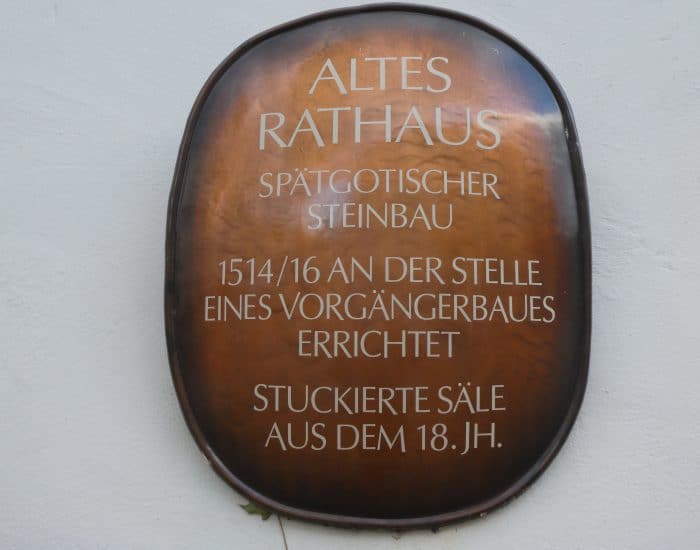 ALTES
RATHAUS
SPÄTGOTISCHER
STEINBAU
1514/16 AN DER STELLE
EINES VORGÄNGERBAUES
ERRICHTET
STUCKIERTE SÄLE
AUS DEM 18. JH.